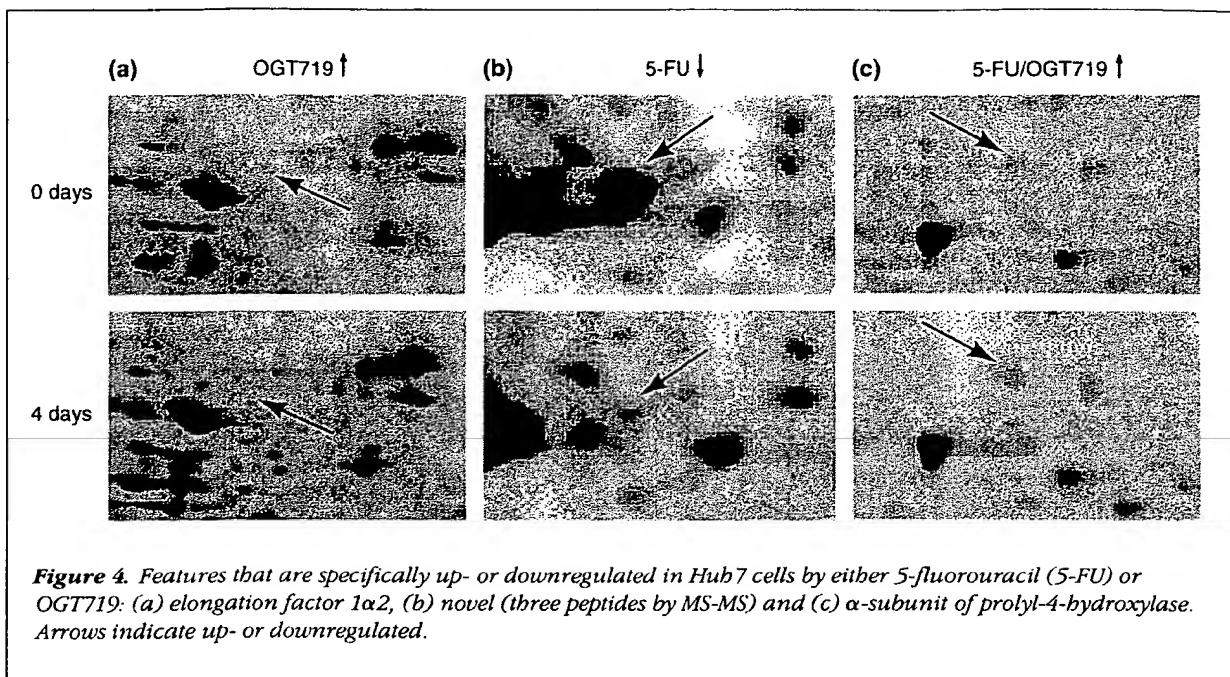 (a) OGT719 ↑ (b) 5-FU ↓ (c) 5-FU/OGT719 ↑
0 days
4 days
Figure 4. Features that are specifically up- or downregulated in Huh7 cells by either 5-fluorouracil (5-FU) or
OGT719: (a) elongation factor 1α2, (b) novel (three peptides by MS-MS) and (c) α-subunit of prolyl-4-hydroxylase.
Arrows indicate up- or downregulated.